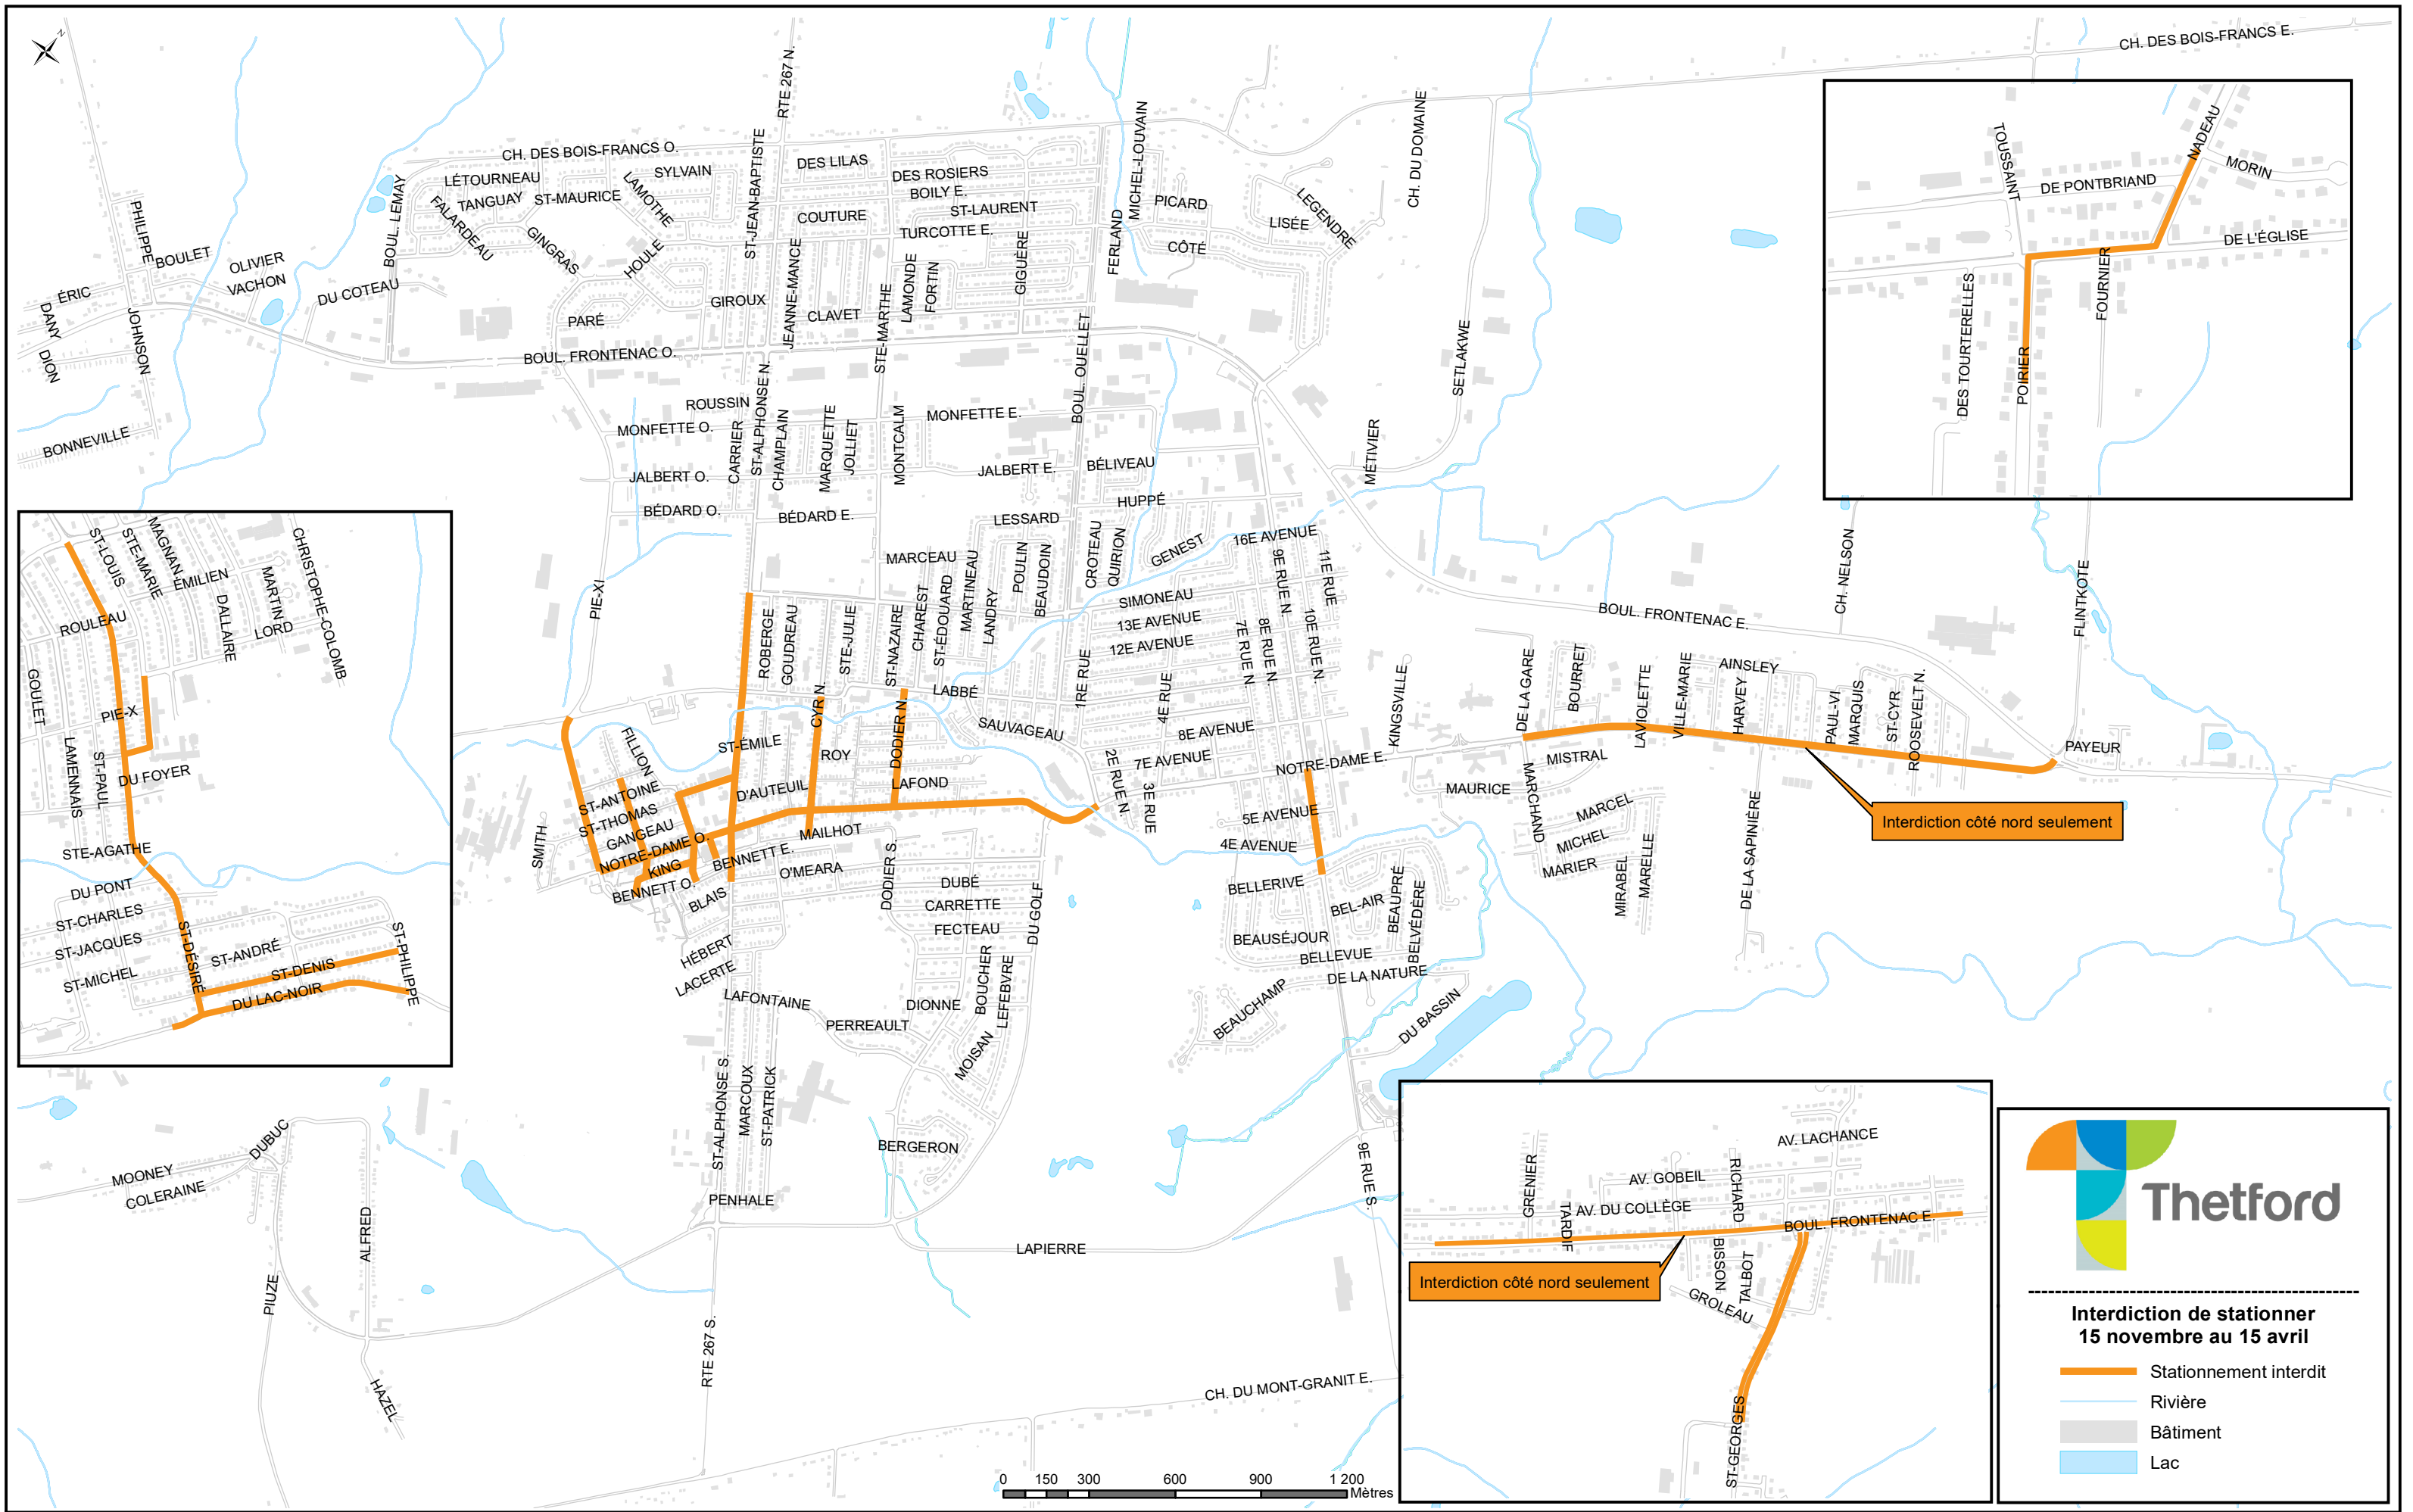 N
CH. DES BOIS-FRANCS E.
RTE 267 N.
CH. DES BOIS-FRANCS O.
LÉTOURNEAU
TANGUAY
FALARDEAU
ST-MAURICE
SYLVAIN
LAMOTHE
GINGRAS
HOULE
BOUL. LEMAY
ST-JEAN-BAPTISTE
DES LILAS
DES ROSIERS
BOILY E.
COUTURE
ST-LAURENT
TURCOTTE E.
FERLAND
MICHEL-LOUVAIN
PICARD
CÔTÉ
LISÉE
LEGENDRE
CH. DU DOMAINE
PHILIPPE
BOULET
OLIVIER
VACHON
DU COTEAU
ÉRIC
DANY
DION
JOHNSON
BONNEVILLE
PARÉ
GIROUX
JEANNE-MANCE
CLAVET
STE-MARTHE
LAMONDE
FORTIN
GIGUÈRE
BOUL. OUELLET
BOUL. FRONTENAC O.
ROUSSIN
MONFETTE O.
CARRIER
ST-ALPHONSE N.
CHAMPLAIN
MARQUETTE
JOLLIET
MONTCALM
MONFETTE E.
JALBERT O.
JALBERT E.
BÉLIVEAU
BÉDARD O.
BÉDARD E.
HUPPÉ
LESSARD
SETLAKWE
MÉTIVIER
PIE-XI
MARCEAU
CHAREST
ST-ÉDOUARD
MARTINEAU
LANDRY
POULIN
BEAUDOIN
CROTEAU
QUIRION
GENEST
16E AVENUE
9E RUE N.
11E RUE
SIMONEAU
13E AVENUE
12E AVENUE
7E RUE N.
8E RUE N.
10E RUE N.
1RE RUE
4E RUE
ROBERGE
GOUDREAU
STE-JULIE
ST-NAZAIRE
CYR N.
DODIER N.
LABBÉ
SAUVAGEAU
8E AVENUE
7E AVENUE
2E RUE N.
3E RUE
NOTRE-DAME E.
5E AVENUE
4E AVENUE
KINGSVILLE
FILLION
ST-ÉMILE
ROY
D'AUTEUIL
LAFOND
ST-ANTOINE
ST-THOMAS
GANGEAU
NOTRE-DAME O.
KING
BENNETT O.
BENNETT E.
MAILHOT
O'MEARA
SMITH
BLAIS
HÉBERT
LACERTE
DODIER S.
DUBÉ
CARRETTE
FECTEAU
DU GOLF
BOUCHER
LEFEBVRE
DIONNE
LAFONTAINE
PERREAULT
MOISAN
BERGERON
ST-ALPHONSE S.
MARCOUX
ST-PATRICK
PENHALE
LAPIERRE
RTE 267 S.
CH. DU MONT-GRANIT E.
9E RUE S.
BELLERIVE
BEL-AIR
BEAUPRÉ
BELVÉDÈRE
BEAUSÉJOUR
BELLEVUE
DE LA NATURE
BEAUCHAMP
DU BASSIN
DE LA GARE
BOURRET
LAVIOLETTE
VILLE-MARIE
AINSLEY
HARVEY
PAUL-VI
MARQUIS
ST-CYR
ROOSEVELT N.
BOUL. FRONTENAC E.
CH. NELSON
FLINTKOTE
PAYEUR
MISTRAL
MAURICE
MARCHAND
MARCEL
MICHEL
MARIER
MIRABEL
MARELLE
DE LA SAPINIÈRE
Interdiction côté nord seulement
MOONEY
COLERAINE
DUBUC
ALFRED
PIUZE
HAZEL
TOUSSAINT
DE PONTBRIAND
NADEAU
MORIN
DE L'ÉGLISE
FOURNIER
DES TOURTERELLES
POIRIER
ST-LOUIS
STE-MARIE
MAGNAN
ÉMILIEN
CHRISTOPHE-COLOMB
MARTIN
DALLAIRE
LORD
ROULEAU
GOULET
PIE-X
LAMENNAIS
ST-PAUL
DU FOYER
STE-AGATHE
DU PONT
ST-CHARLES
ST-JACQUES
ST-MICHEL
ST-DÉSIRÉ
ST-ANDRÉ
ST-DENIS
DU LAC-NOIR
ST-PHILIPPE
AV. LACHANCE
GRENIER
AV. GOBEIL
RICHARD
TARDIF
AV. DU COLLÈGE
BOUL. FRONTENAC E.
BISSON
TALBOT
GROLEAU
ST-GEORGES
Interdiction côté nord seulement
0 150 300 600 900 1 200
Mètres
Thetford
Interdiction de stationner
15 novembre au 15 avril
Stationnement interdit
Rivière
Bâtiment
Lac